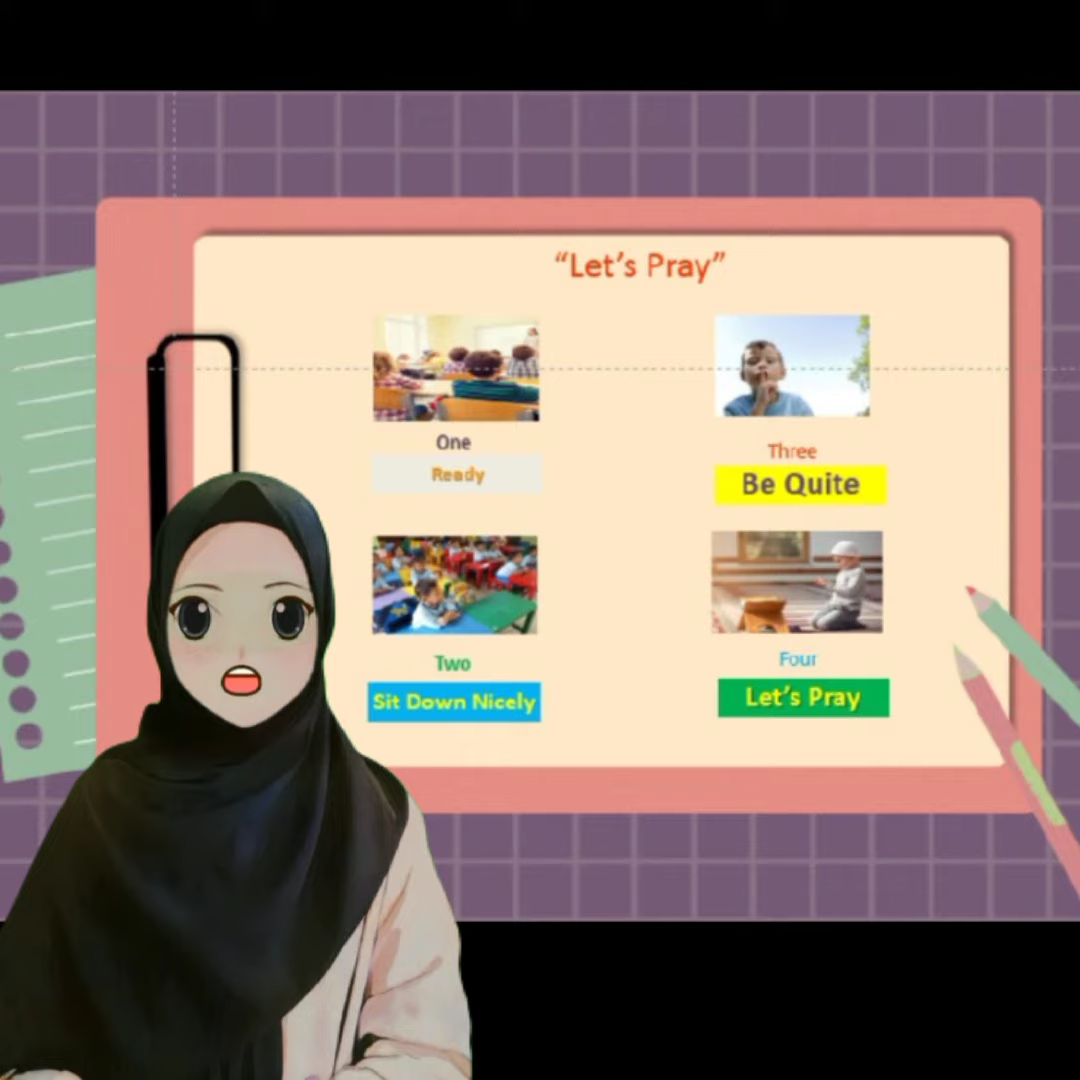 “Let’s Pray”
One
Ready
Two
Sit Down Nicely
Three
Be Quite
Four
Let’s Pray